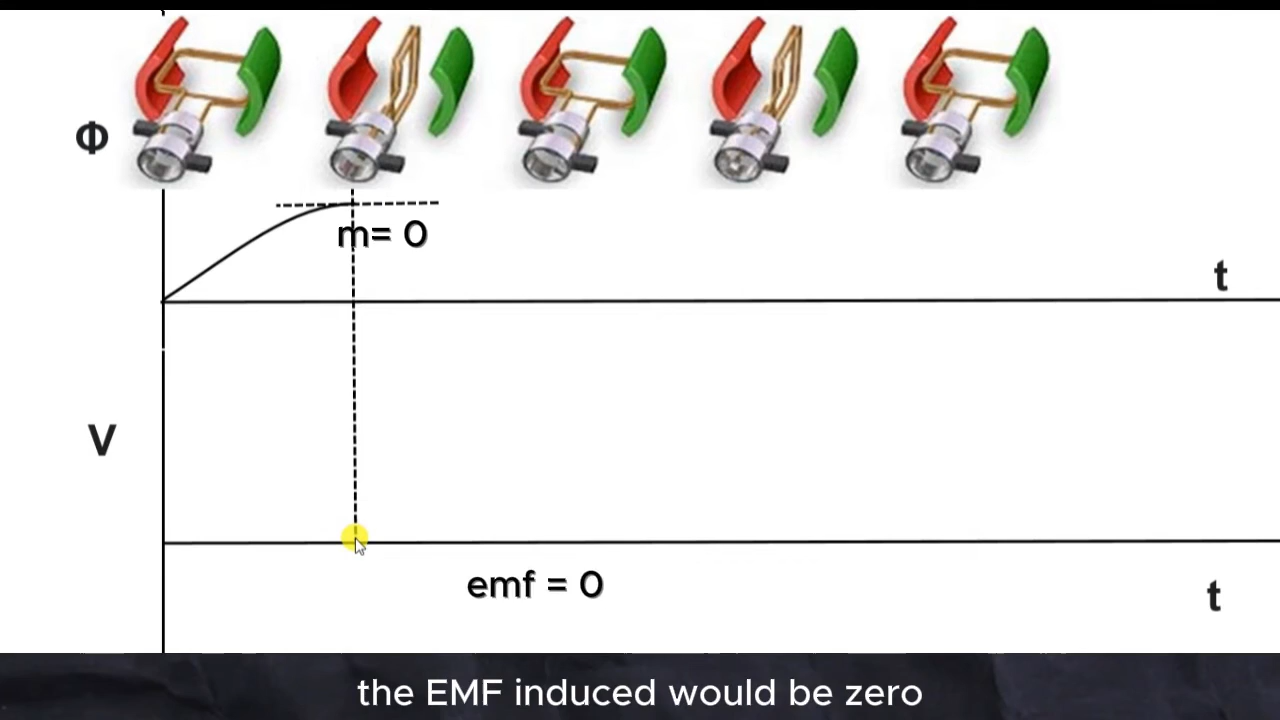 Φ
m= 0
t
V
emf = 0
t
the EMF induced would be zero